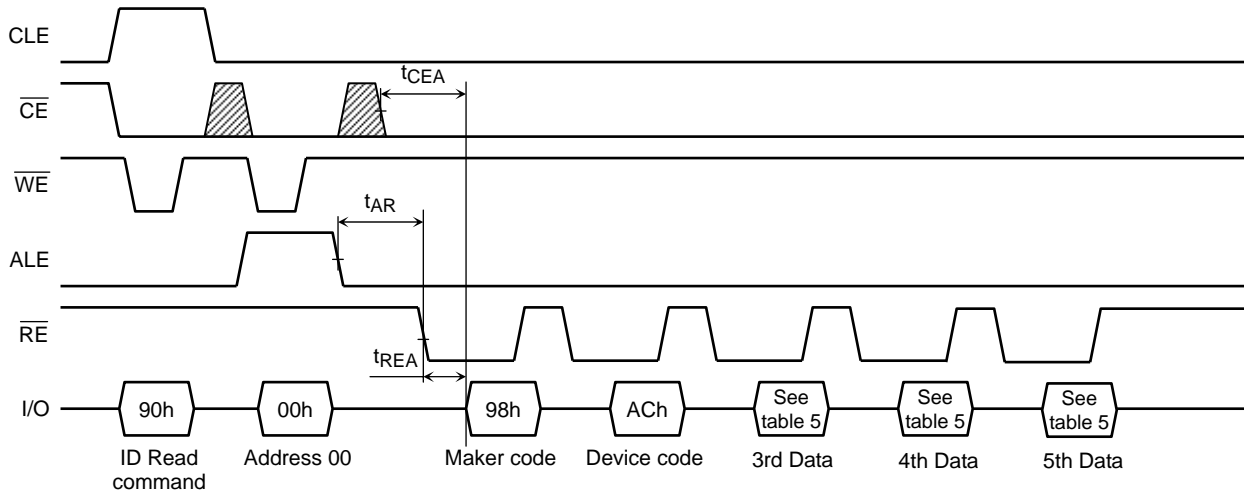 CLE
tCEA
CE
WE
tAR
ALE
RE
tREA
I/O 90h 00h 98h ACh See table 5 See table 5 See table 5
ID Read command Address 00 Maker code Device code 3rd Data 4th Data 5th Data